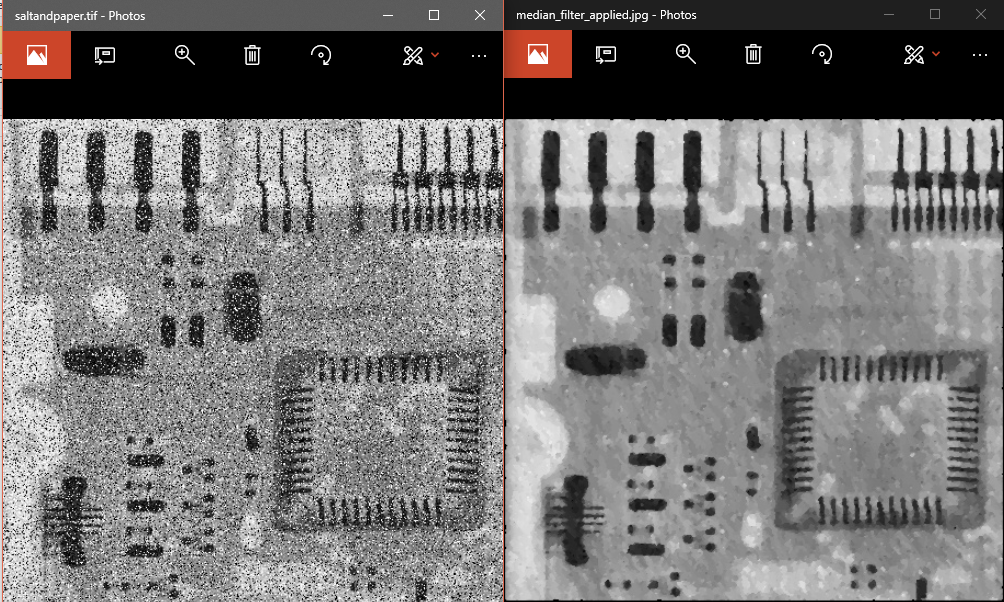 saltandpaper.tif - Photos
median_filter_applied.jpg - Photos